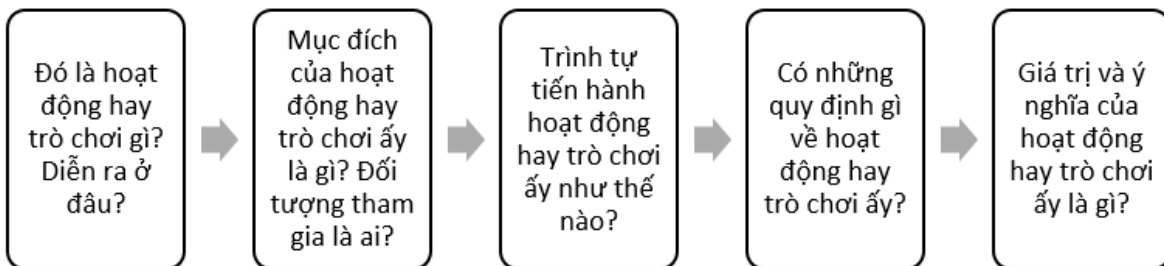 Đó là hoạt
động hay
trò chơi gì?
Diễn ra ở
đâu?
Mục đích
của hoạt
động hay
trò chơi ấy
là gì? Đối
tượng tham
gia là ai?
Trình tự
tiến hành
hoạt động
hay trò chơi
ấy như thế
nào?
Có những
quy định gì
về hoạt
động hay
trò chơi ấy?
Giá trị và ý
nghĩa của
hoạt động
hay trò chơi
ấy là gì?